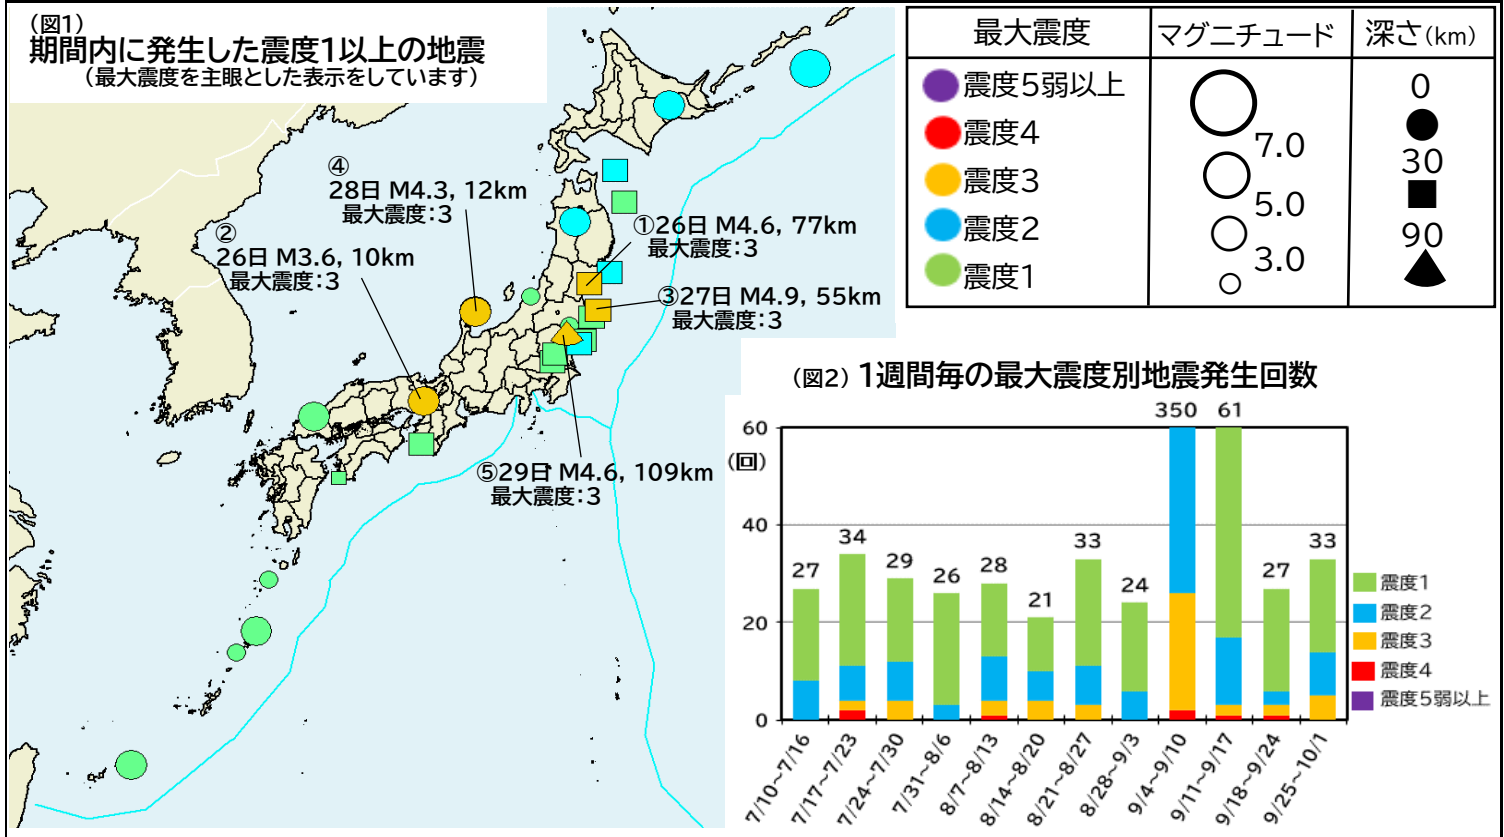 (図1)
期間内に発生した震度1以上の地震
(最大震度を主眼とした表示をしています)
④
28日 M4.3, 12km
最大震度:3
②
26日 M3.6, 10km
最大震度:3
①26日 M4.6, 77km
最大震度:3
③27日 M4.9, 55km
最大震度:3
⑤29日 M4.6, 109km
最大震度:3
最大震度 マグニチュード 深さ(km)
震度5弱以上
震度4
震度3
震度2
震度1
7.0
5.0
3.0
0
30
90
(図2) 1週間毎の最大震度別地震発生回数
(回)
60
40
20
0
27 34 29 26 28 21 33 24 350 61 27 33
7/10~7/16
7/17~7/23
7/24~7/30
7/31~8/6
8/7~8/13
8/14~8/20
8/21~8/27
8/28~9/3
9/4~9/10
9/11~9/17
9/18~9/24
9/25~10/1
震度1
震度2
震度3
震度4
震度5弱以上